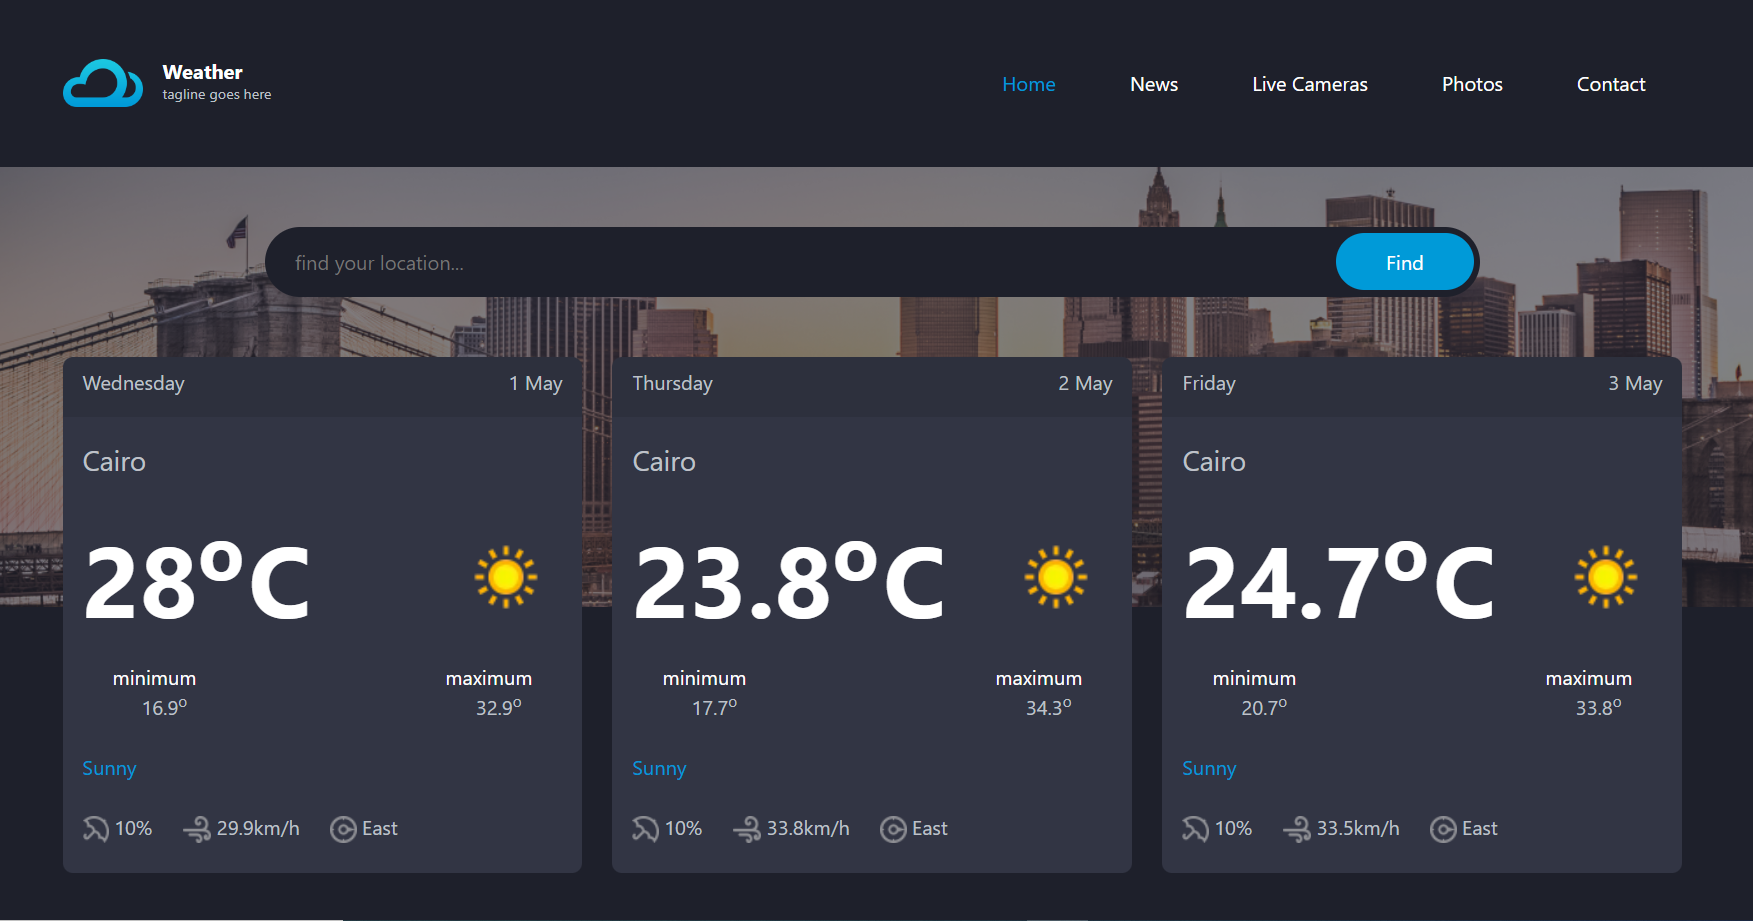 Weather
tagline goes here
Home News Live Cameras Photos Contact
find your location... Find
Wednesday 1 May
Cairo
28°C
minimum maximum
16.9° 32.9°
Sunny
10% 29.9km/h East
Thursday 2 May
Cairo
23.8°C
minimum maximum
17.7° 34.3°
Sunny
10% 33.8km/h East
Friday 3 May
Cairo
24.7°C
minimum maximum
20.7° 33.8°
Sunny
10% 33.5km/h East